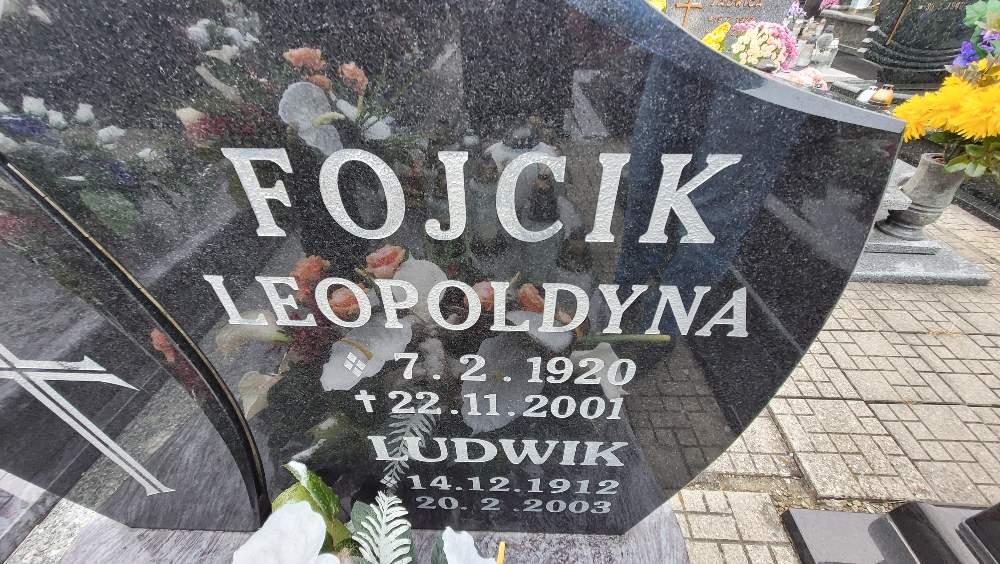 FOJCIK
LEOPOLDYNA
7.2.1920
✝22.11.2001
LUDWIK
*14.12.1912
20.2.2003